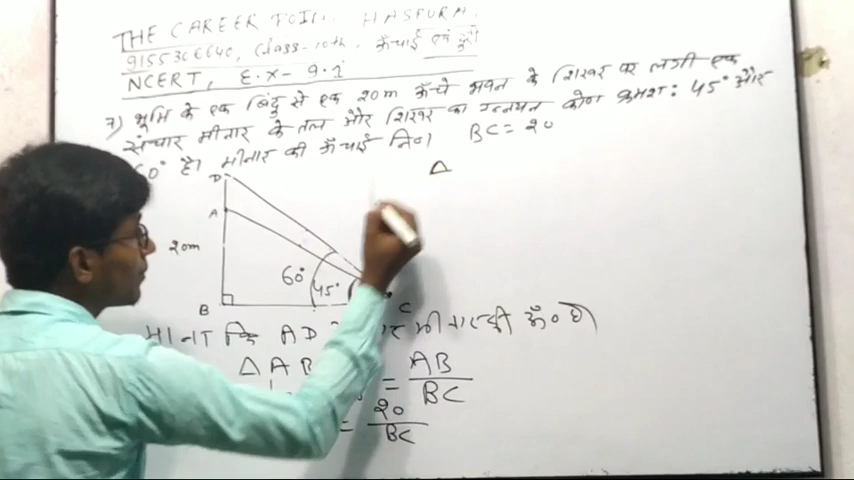 THE CAREER POINT HASPURA.
9155306640, Class-10th, ऊँचाई एवं दूरी
NCERT, E.X-9.1
7) भूमि के एक बिंदु से एक 20m ऊँचे भवन के शिखर पर लगी एक
संचार मीनार के तल और शिखर का उन्नयन कोण क्रमश: 45° और
60° है। मीनार की ऊँचाई नि०।
BC = 20
Δ
D
A
20m
60°
45°
B
C
माना कि AD
Δ AB
= AB / BC
= 20 / BC